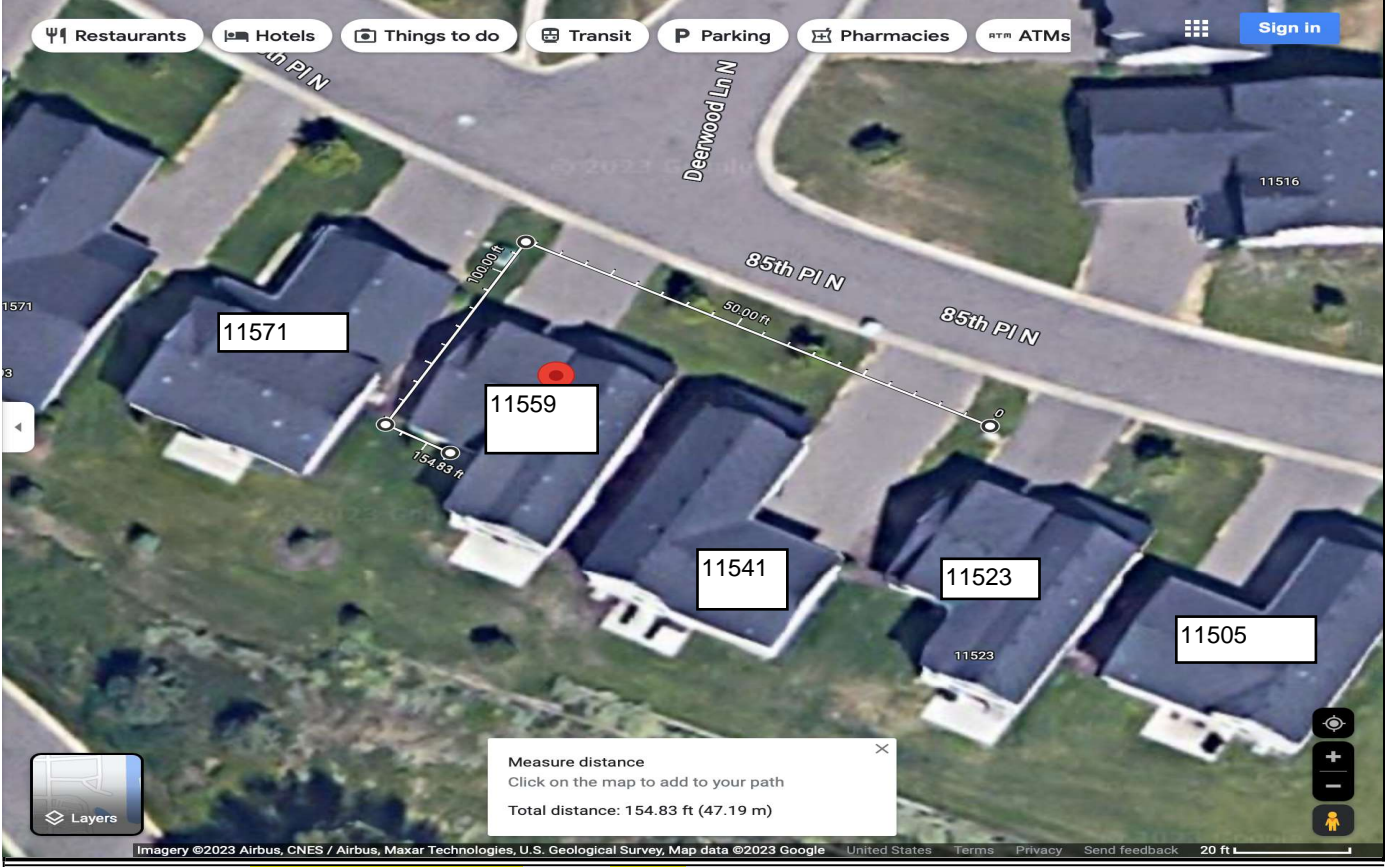 Restaurants
Hotels
Things to do
Transit
Parking
Pharmacies
ATM ATMs
Sign in
th Pl N
Deerwood Ln N
© 2023
11516
100.00 ft
85th Pl N
50.00 ft
85th Pl N
1571
11571
3
11559
0
154.83 ft
11541
11523
11523
11505
Measure distance
Click on the map to add to your path
Total distance: 154.83 ft (47.19 m)
Layers
Imagery ©2023 Airbus, CNES / Airbus, Maxar Technologies, U.S. Geological Survey, Map data ©2023 Google United States Terms Privacy Send feedback 20 ft